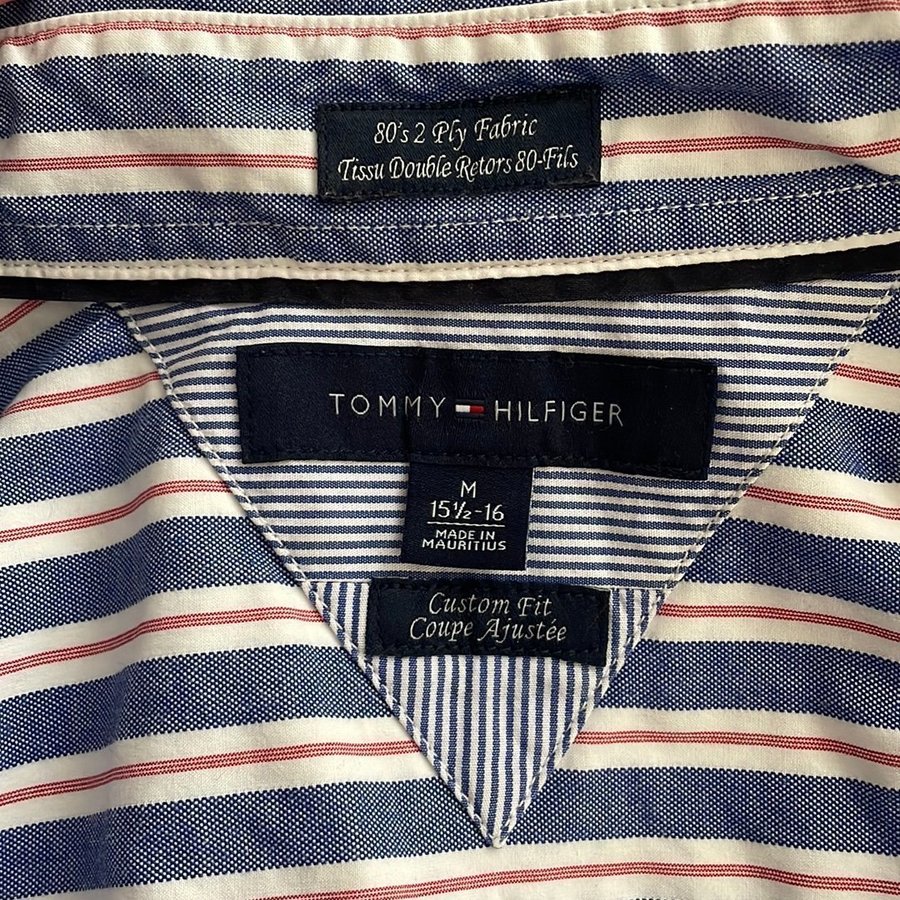 80's 2 Ply Fabric
Tissu Double Retors 80-Fils
TOMMY HILFIGER
M
15½-16
MADE IN
MAURITIUS
Custom Fit
Coupe Ajustée